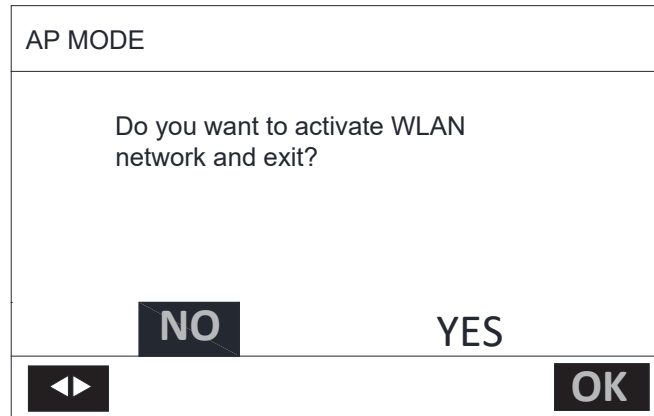 AP MODE
Do you want to activate WLAN
network and exit?
NO YES
OK